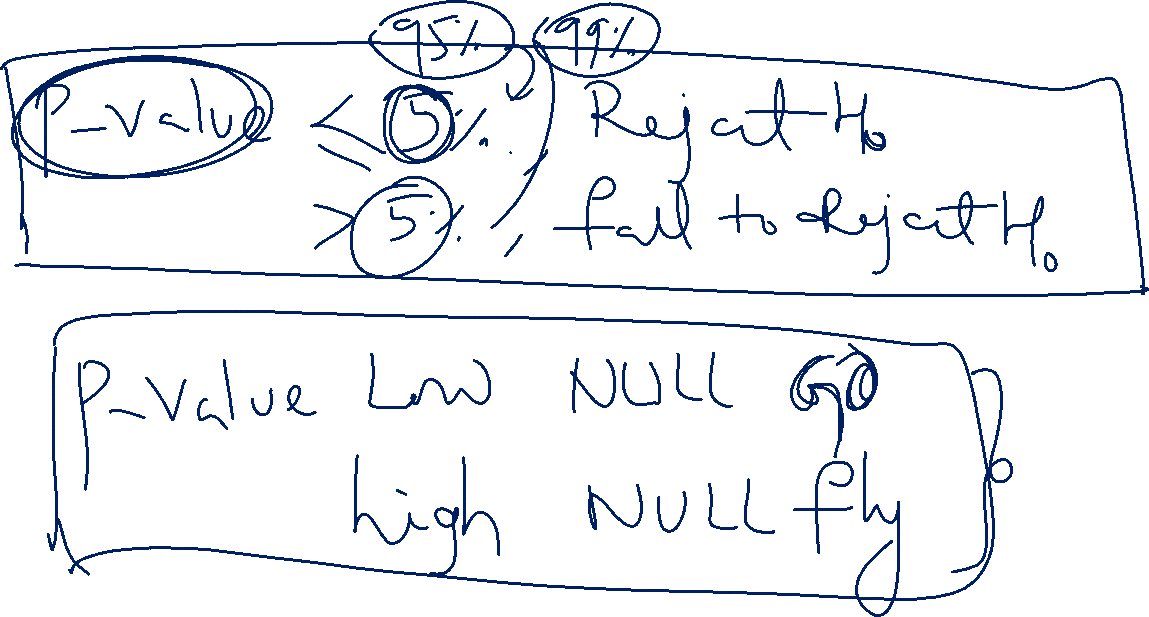 95% 99%
P-value ≤ 5% Reject H₀
> 5%, fail to Reject H₀
P-value Low NULL GO
high NULL fly